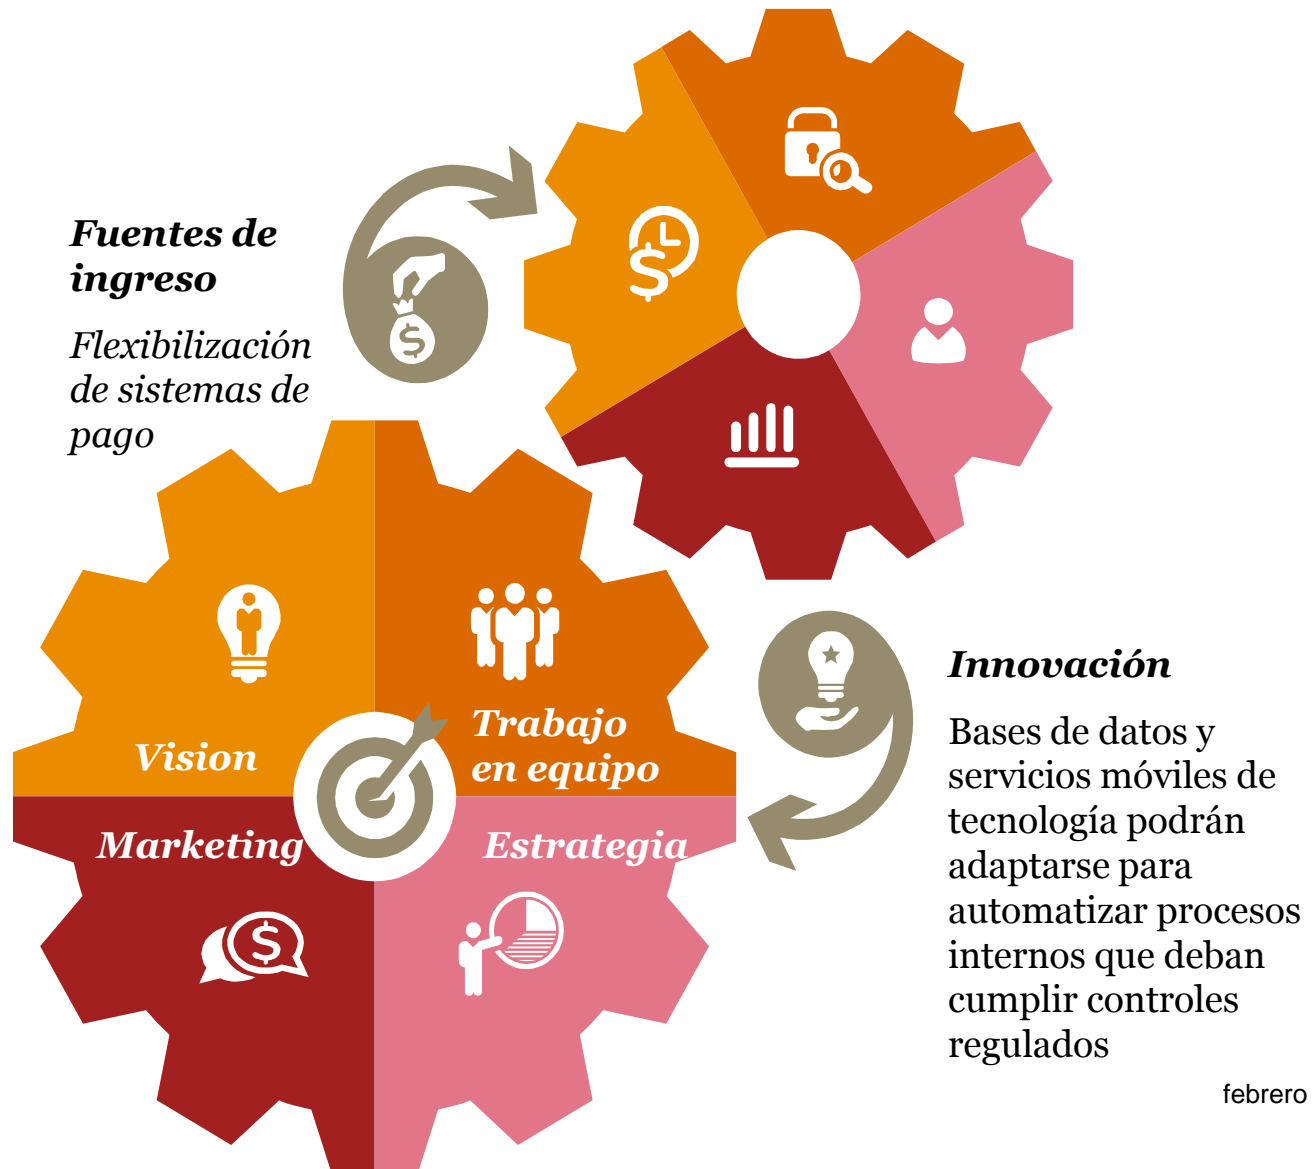 Fuentes de
ingreso
Flexibilización
de sistemas de
pago
Vision
Trabajo
en equipo
Marketing
Estrategia
Innovación
Bases de datos y
servicios móviles de
tecnología podrán
adaptarse para
automatizar procesos
internos que deban
cumplir controles
regulados
febrero